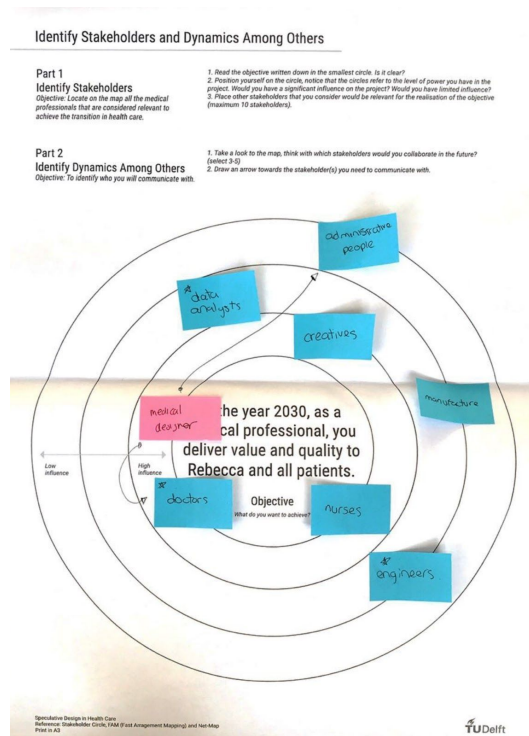 Identify Stakeholders and Dynamics Among Others
Part 1
Identify Stakeholders
Objective: Locate on the map all the medical
professionals that are considered relevant to
achieve the transition in health care.
1. Read the objective written down in the smallest circle. Is it clear?
2. Position yourself on the circle, notice that the circles refer to the level of power you have in the
project. Would you have a significant influence on the project? Would you have limited influence?
3. Place other stakeholders that you consider would be relevant for the realisation of the objective
(maximum 10 stakeholders).
Part 2
Identify Dynamics Among Others
Objective: To identify who you will communicate with.
1. Take a look to the map, think with which stakeholders would you collaborate in the future?
(select 3-5)
2. Draw an arrow towards the stakeholder(s) you need to communicate with.
administrative
people
data
analysts
creatives
manufacture
medical
designer
he year 2030, as a
cal professional, you
deliver value and quality to
Rebecca and all patients.
Low
influence
High
influence
doctors
Objective
What do you want to achieve?
nurses
engineers
Speculative Design in Health Care
Reference: Stakeholder Circle, FAM (Fast Arragement Mapping) and Net-Map
Print in A3
TUDelft